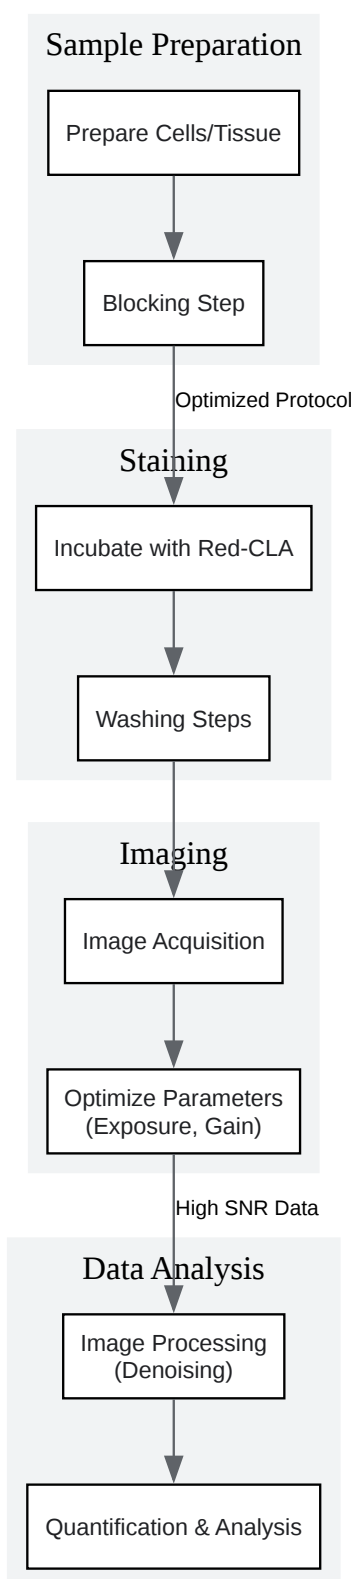 Sample Preparation
Prepare Cells/Tissue
Blocking Step
Optimized Protocol
Staining
Incubate with Red-CLA
Washing Steps
Imaging
Image Acquisition
Optimize Parameters
(Exposure, Gain)
High SNR Data
Data Analysis
Image Processing
(Denoising)
Quantification & Analysis